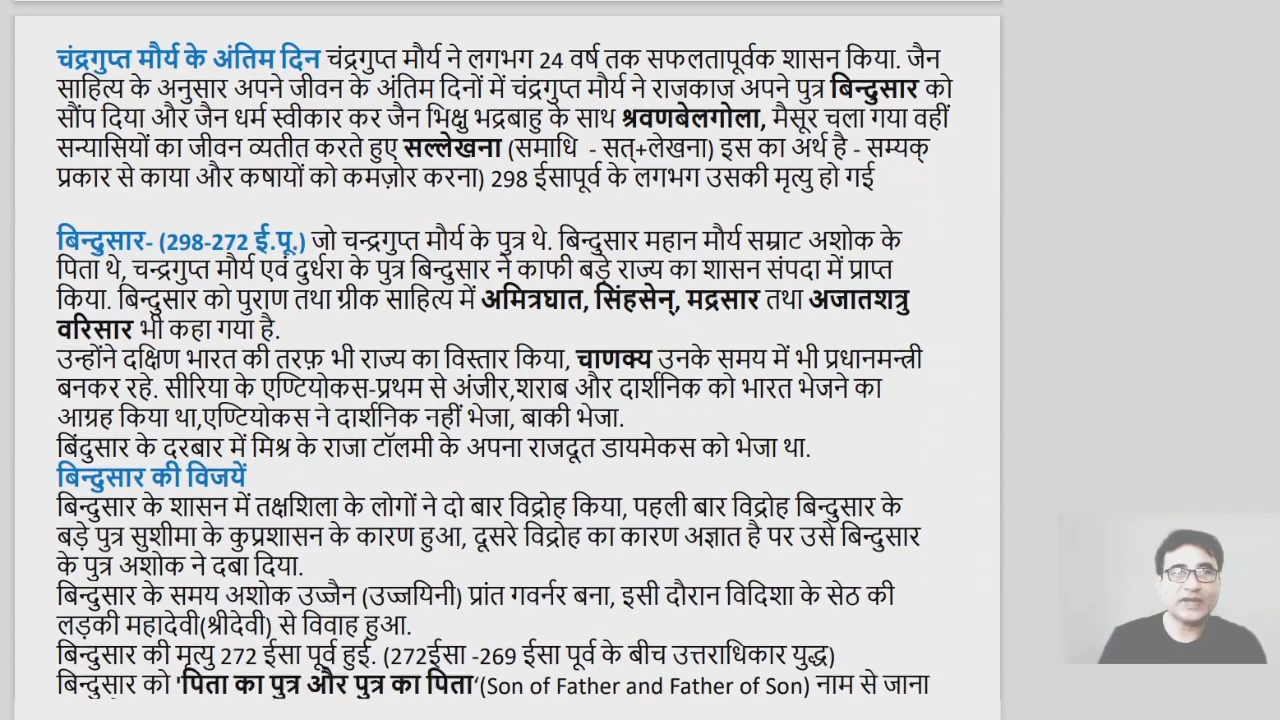 चंद्रगुप्त मौर्य के अंतिम दिन चंद्रगुप्त मौर्य ने लगभग 24 वर्ष तक सफलतापूर्वक शासन किया. जैन
साहित्य के अनुसार अपने जीवन के अंतिम दिनों में चंद्रगुप्त मौर्य ने राजकाज अपने पुत्र बिन्दुसार को
सौंप दिया और जैन धर्म स्वीकार कर जैन भिक्षु भद्रबाहु के साथ श्रवणबेलगोला, मैसूर चला गया वहीं
सन्यासियों का जीवन व्यतीत करते हुए सल्लेखना (समाधि - सत्+लेखना) इस का अर्थ है - सम्यक्
प्रकार से काया और कषायों को कमज़ोर करना) 298 ईसापूर्व के लगभग उसकी मृत्यु हो गई
बिन्दुसार- (298-272 ई.पू.) जो चन्द्रगुप्त मौर्य के पुत्र थे. बिन्दुसार महान मौर्य सम्राट अशोक के
पिता थे, चन्द्रगुप्त मौर्य एवं दुर्धरा के पुत्र बिन्दुसार ने काफी बड़े राज्य का शासन संपदा में प्राप्त
किया. बिन्दुसार को पुराण तथा ग्रीक साहित्य में अमित्रघात, सिंहसेन्, मद्रसार तथा अजातशत्रु
वरिसार भी कहा गया है.
उन्होंने दक्षिण भारत की तरफ़ भी राज्य का विस्तार किया, चाणक्य उनके समय में भी प्रधानमन्त्री
बनकर रहे. सीरिया के एण्टियोकस-प्रथम से अंजीर,शराब और दार्शनिक को भारत भेजने का
आग्रह किया था,एण्टियोकस ने दार्शनिक नहीं भेजा, बाकी भेजा.
बिंदुसार के दरबार में मिश्र के राजा टॉलमी के अपना राजदूत डायमेकस को भेजा था.
बिन्दुसार की विजयें
बिन्दुसार के शासन में तक्षशिला के लोगों ने दो बार विद्रोह किया, पहली बार विद्रोह बिन्दुसार के
बड़े पुत्र सुशीमा के कुप्रशासन के कारण हुआ, दूसरे विद्रोह का कारण अज्ञात है पर उसे बिन्दुसार
के पुत्र अशोक ने दबा दिया.
बिन्दुसार के समय अशोक उज्जैन (उज्जयिनी) प्रांत गवर्नर बना, इसी दौरान विदिशा के सेठ की
लड़की महादेवी(श्रीदेवी) से विवाह हुआ.
बिन्दुसार की मृत्यु 272 ईसा पूर्व हुई. (272ईसा -269 ईसा पूर्व के बीच उत्तराधिकार युद्ध)
बिन्दुसार को 'पिता का पुत्र और पुत्र का पिता'(Son of Father and Father of Son) नाम से जाना